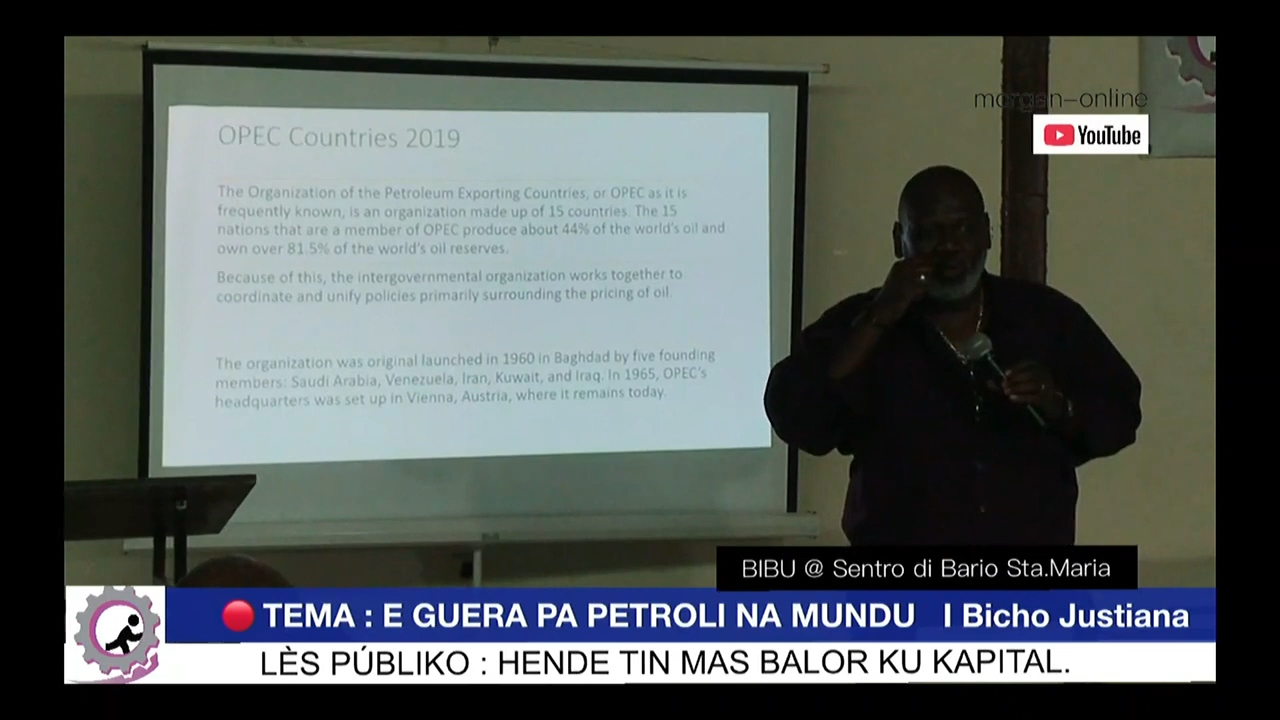 OPEC Countries 2019
The Organization of the Petroleum Exporting Countries, or OPEC as it is
frequently known, is an organization made up of 15 countries. The 15
nations that are a member of OPEC produce about 44% of the world's oil and
own over 81.5% of the world's oil reserves.
Because of this, the intergovernmental organization works together to
coordinate and unify policies primarily surrounding the pricing of oil.
The organization was original launched in 1960 in Baghdad by five founding
members: Saudi Arabia, Venezuela, Iran, Kuwait, and Iraq. In 1965, OPEC's
headquarters was set up in Vienna, Austria, where it remains today.
morgan-online
YouTube
BIBU @ Sentro di Bario Sta.Maria
TEMA : E GUERA PA PETROLI NA MUNDU I Bicho Justiana
LÈS PÚBLIKO : HENDE TIN MAS BALOR KU KAPITAL.